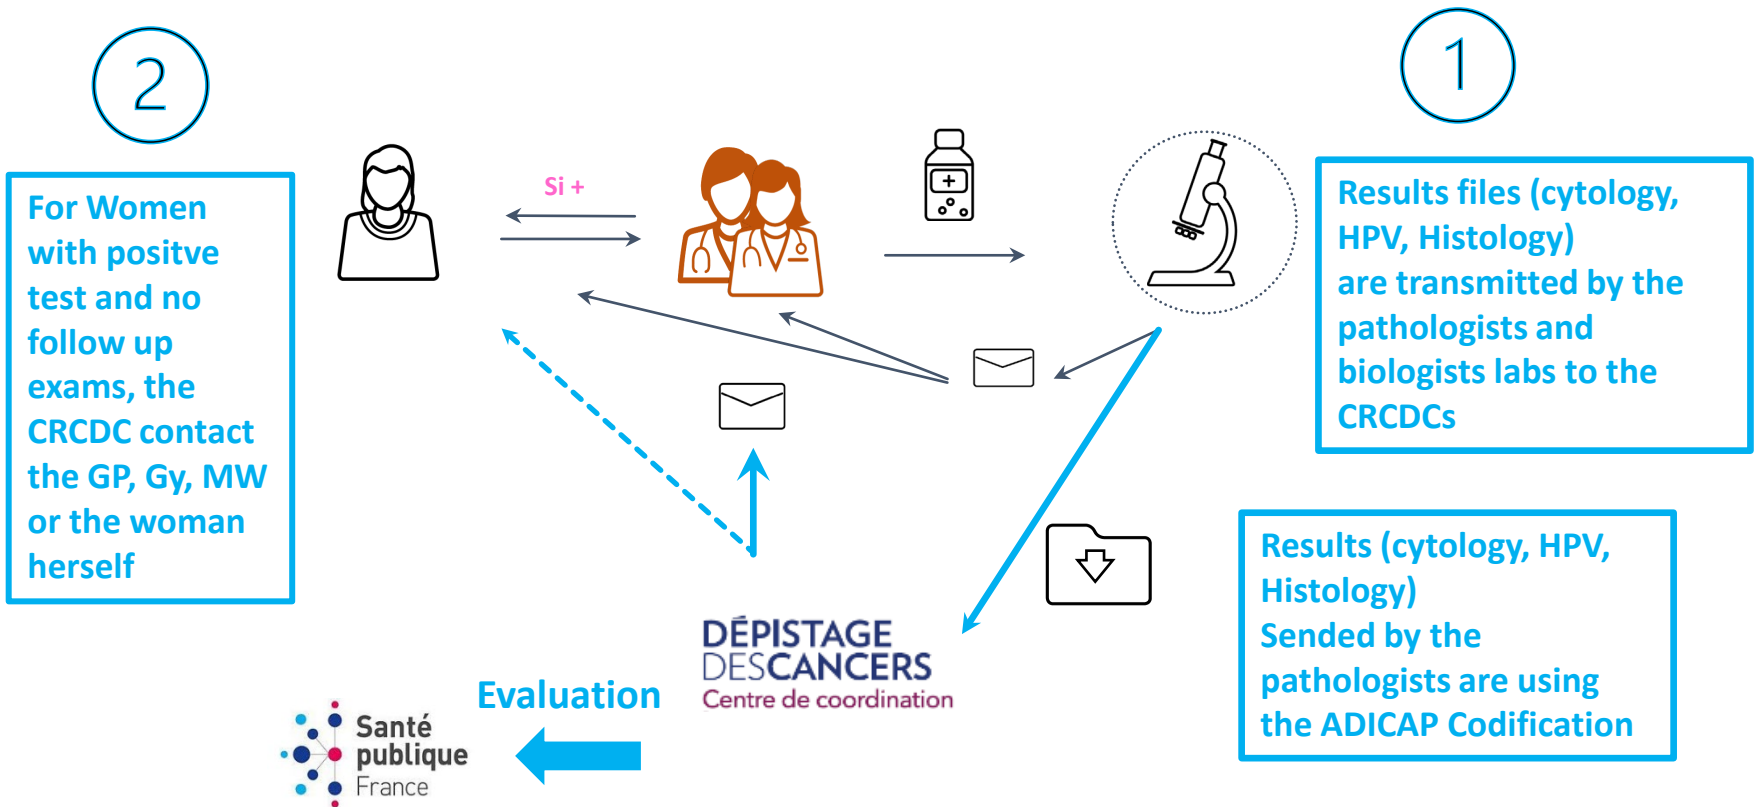 2
For Women
with positve
test and no
follow up
exams, the
CRCDC contact
the GP, Gy, MW
or the woman
herself
Si +
1
Results files (cytology,
HPV, Histology)
are transmitted by the
pathologists and
biologists labs to the
CRCDCs
Results (cytology, HPV,
Histology)
Sended by the
pathologists are using
the ADICAP Codification
DÉPISTAGE
DESCANCERS
Centre de coordination
Evaluation
Santé
publique
France